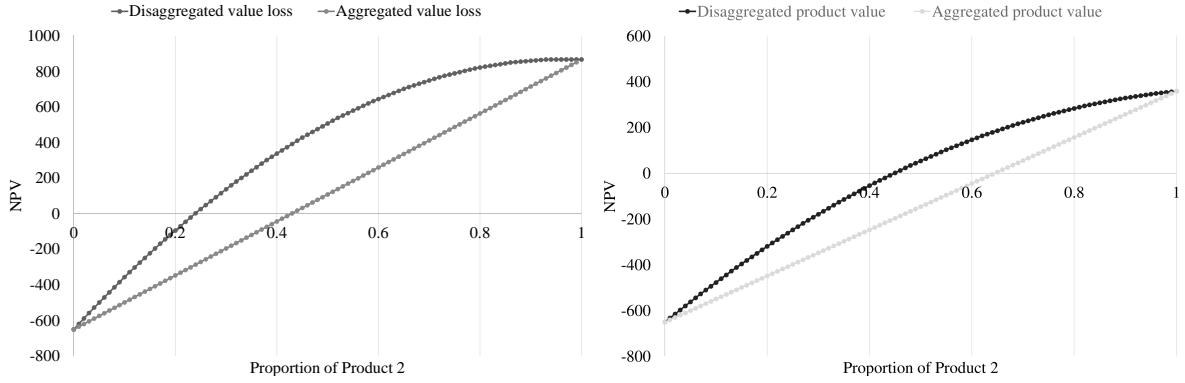 Disaggregated value loss Aggregated value loss
1000
800
600
400
200
0
-200
-400
-600
-800
NPV
0 0.2 0.4 0.6 0.8 1
Proportion of Product 2
Disaggregated product value Aggregated product value
600
400
200
0
-200
-400
-600
-800
NPV
0 0.2 0.4 0.6 0.8 1
Proportion of Product 2